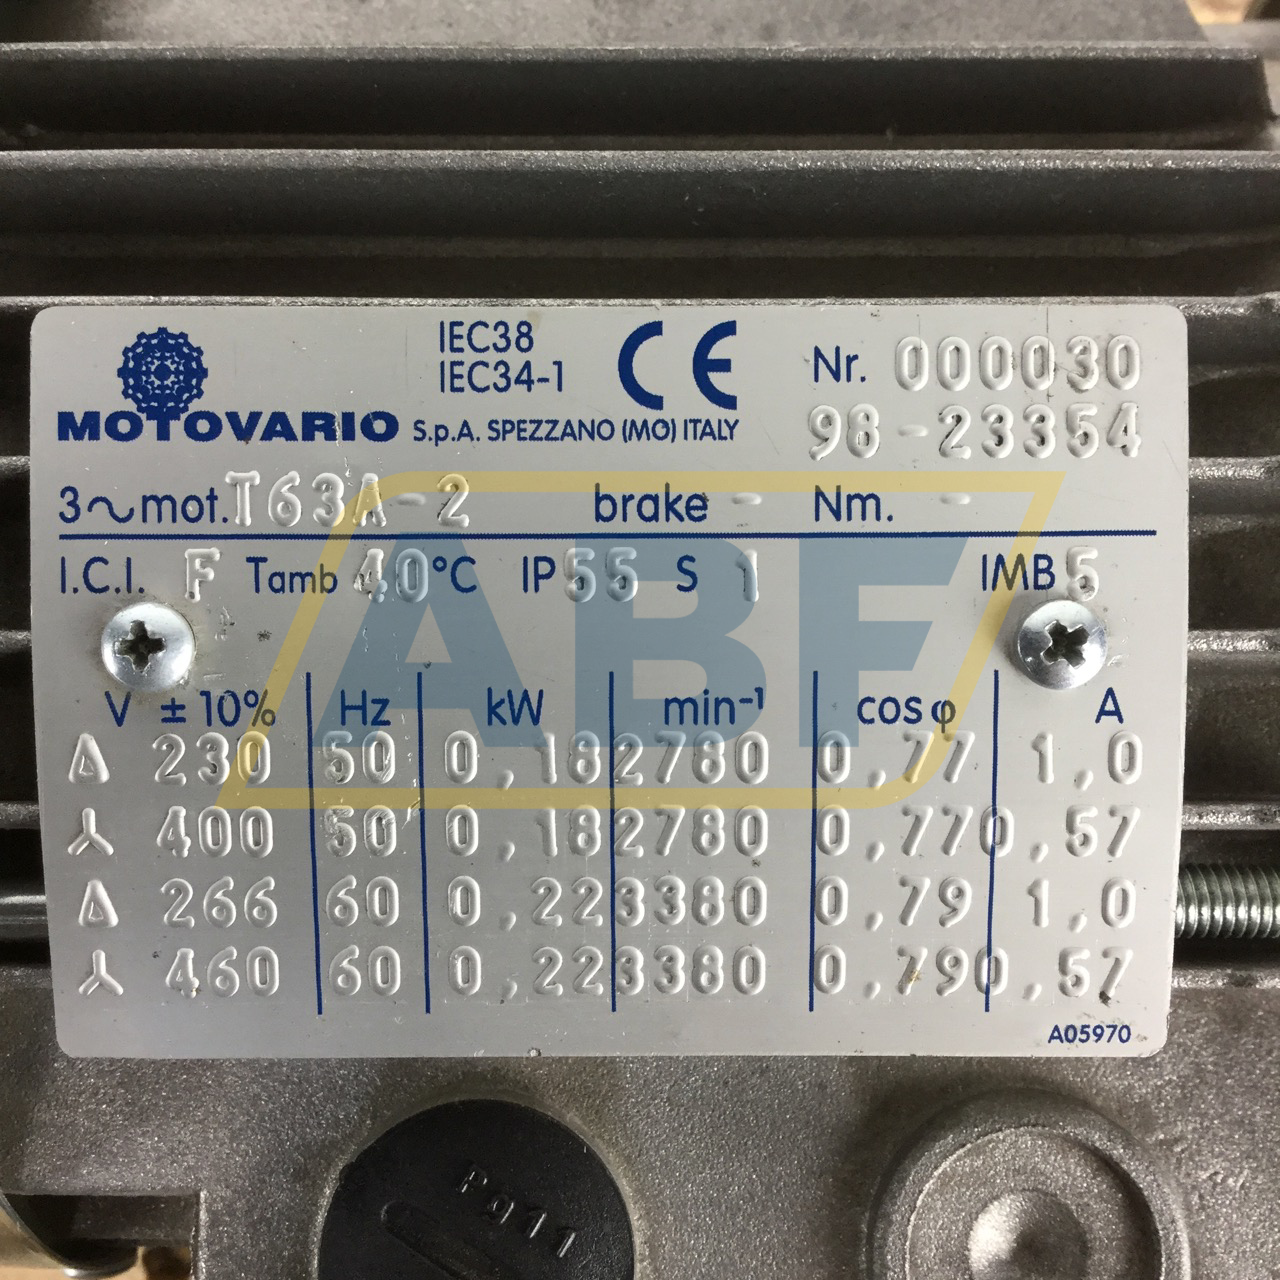 IEC38
IEC34-1
CE
Nr. 000030
MOTOVARIO S.p.A. SPEZZANO (MO) ITALY
98-23354
3~mot. T63A-2 brake - Nm. -
I.C.I. F Tamb 40°C IP55 S 1 IMB5
V ±10% Hz kW min-1 cosφ A
Δ 230 50 0,18 2780 0,77 1,0
⅄ 400 50 0,18 2780 0,77 0,57
Δ 266 60 0,22 3380 0,79 1,0
⅄ 460 60 0,22 3380 0,79 0,57
A05970
ABF
Pg11